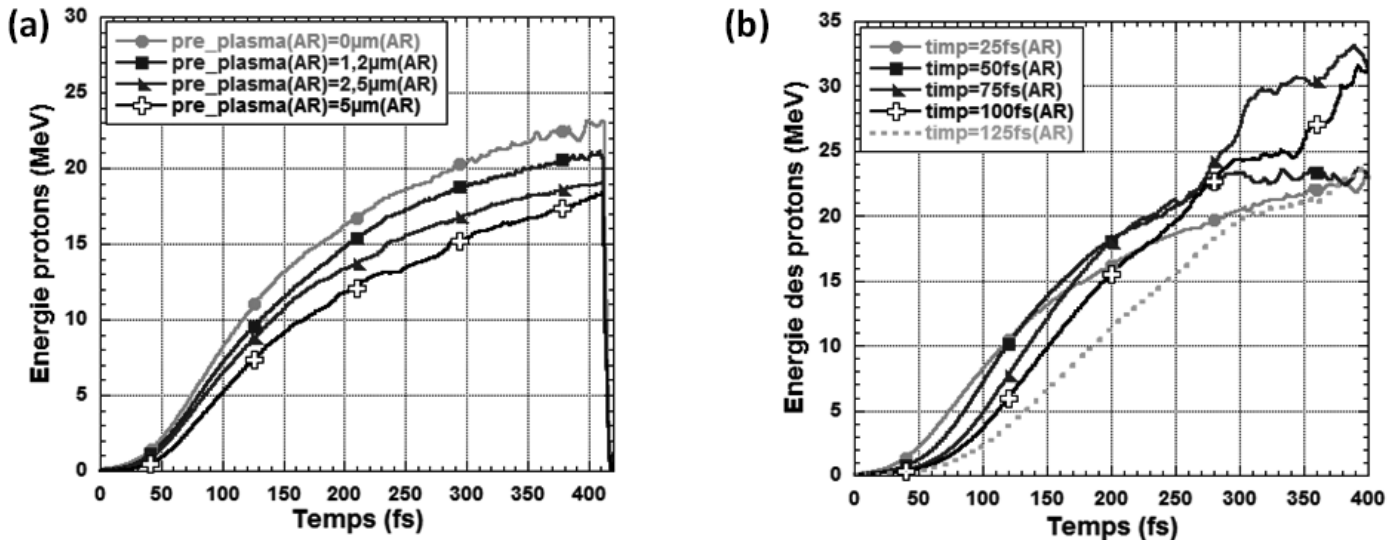 (a)
30
25
20
15
10
5
0
Energie protons (MeV)
pre_plasma(AR)=0µm(AR)
pre_plasma(AR)=1,2µm(AR)
pre_plasma(AR)=2,5µm(AR)
pre_plasma(AR)=5µm(AR)
0 50 100 150 200 250 300 350 400
Temps (fs)
(b)
35
30
25
20
15
10
5
0
Energie des protons (MeV)
timp=25fs(AR)
timp=50fs(AR)
timp=75fs(AR)
timp=100fs(AR)
timp=125fs(AR)
0 50 100 150 200 250 300 350 400
Temps (fs)